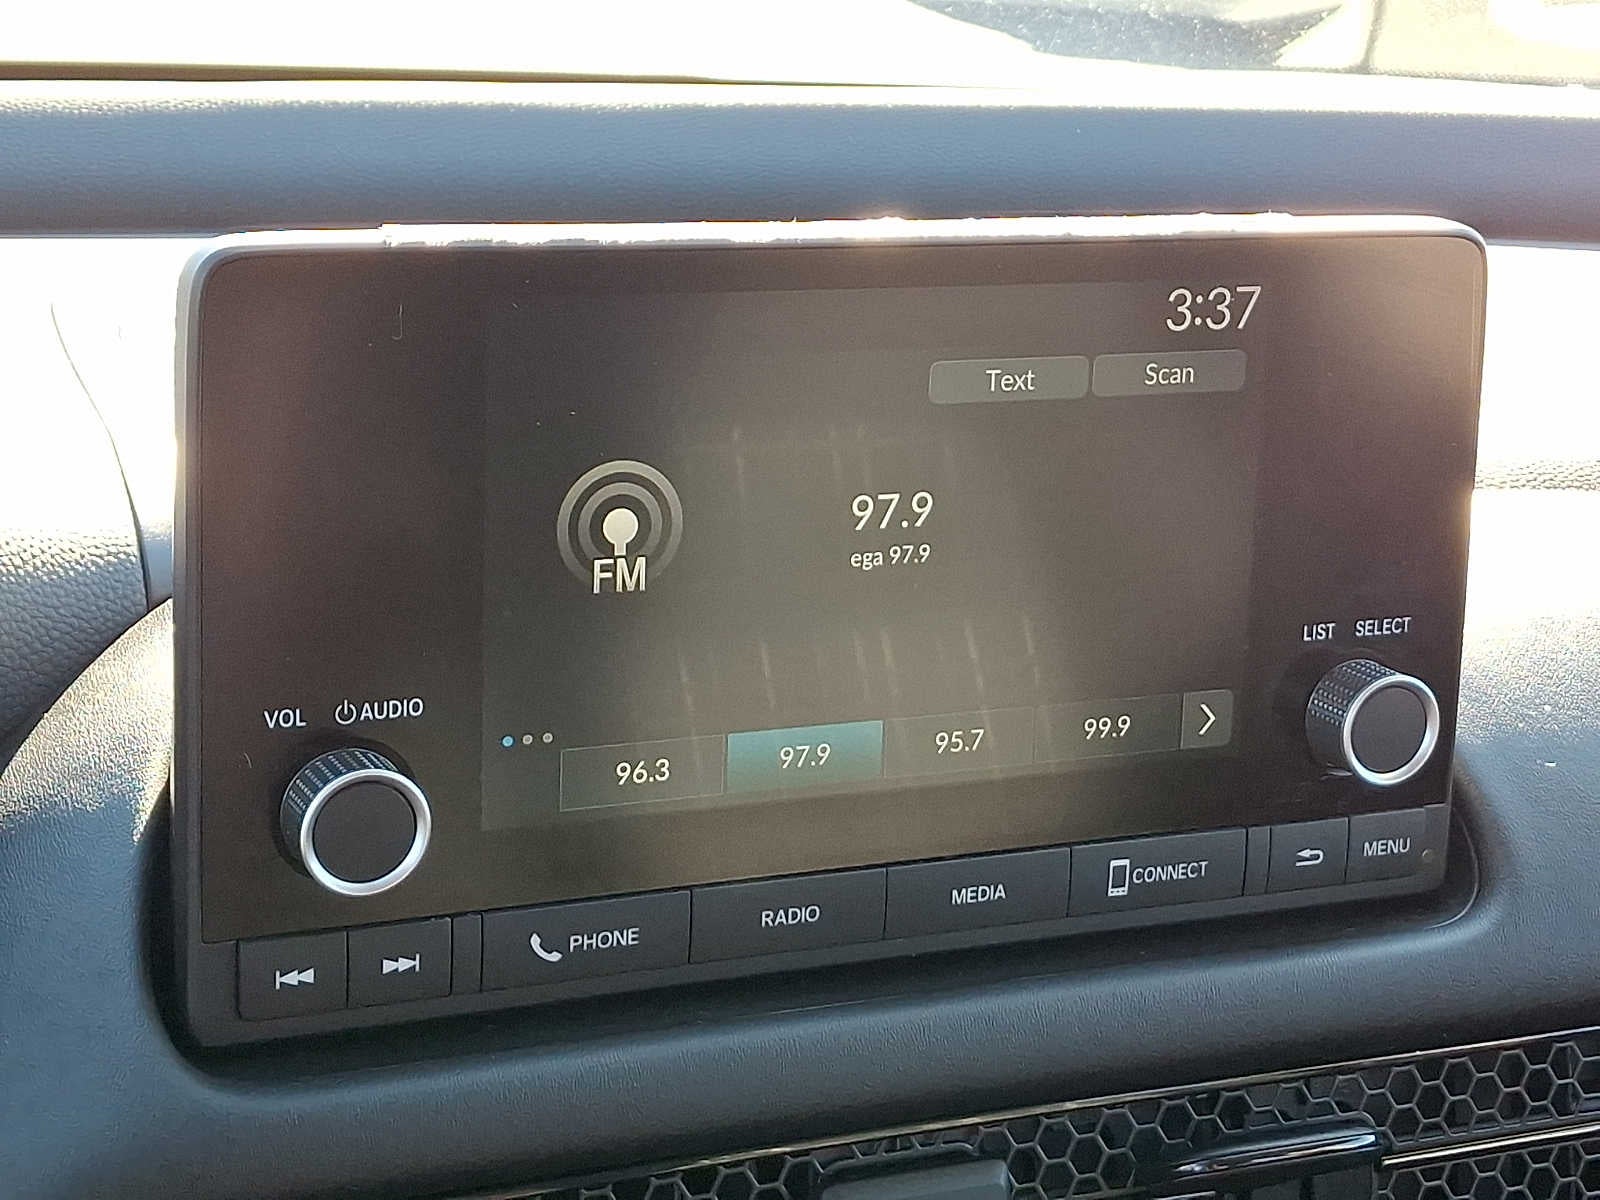 3:37
Text Scan
97.9
ega 97.9
FM
LIST SELECT
VOL AUDIO
96.3 97.9 95.7 99.9
PHONE RADIO MEDIA CONNECT MENU